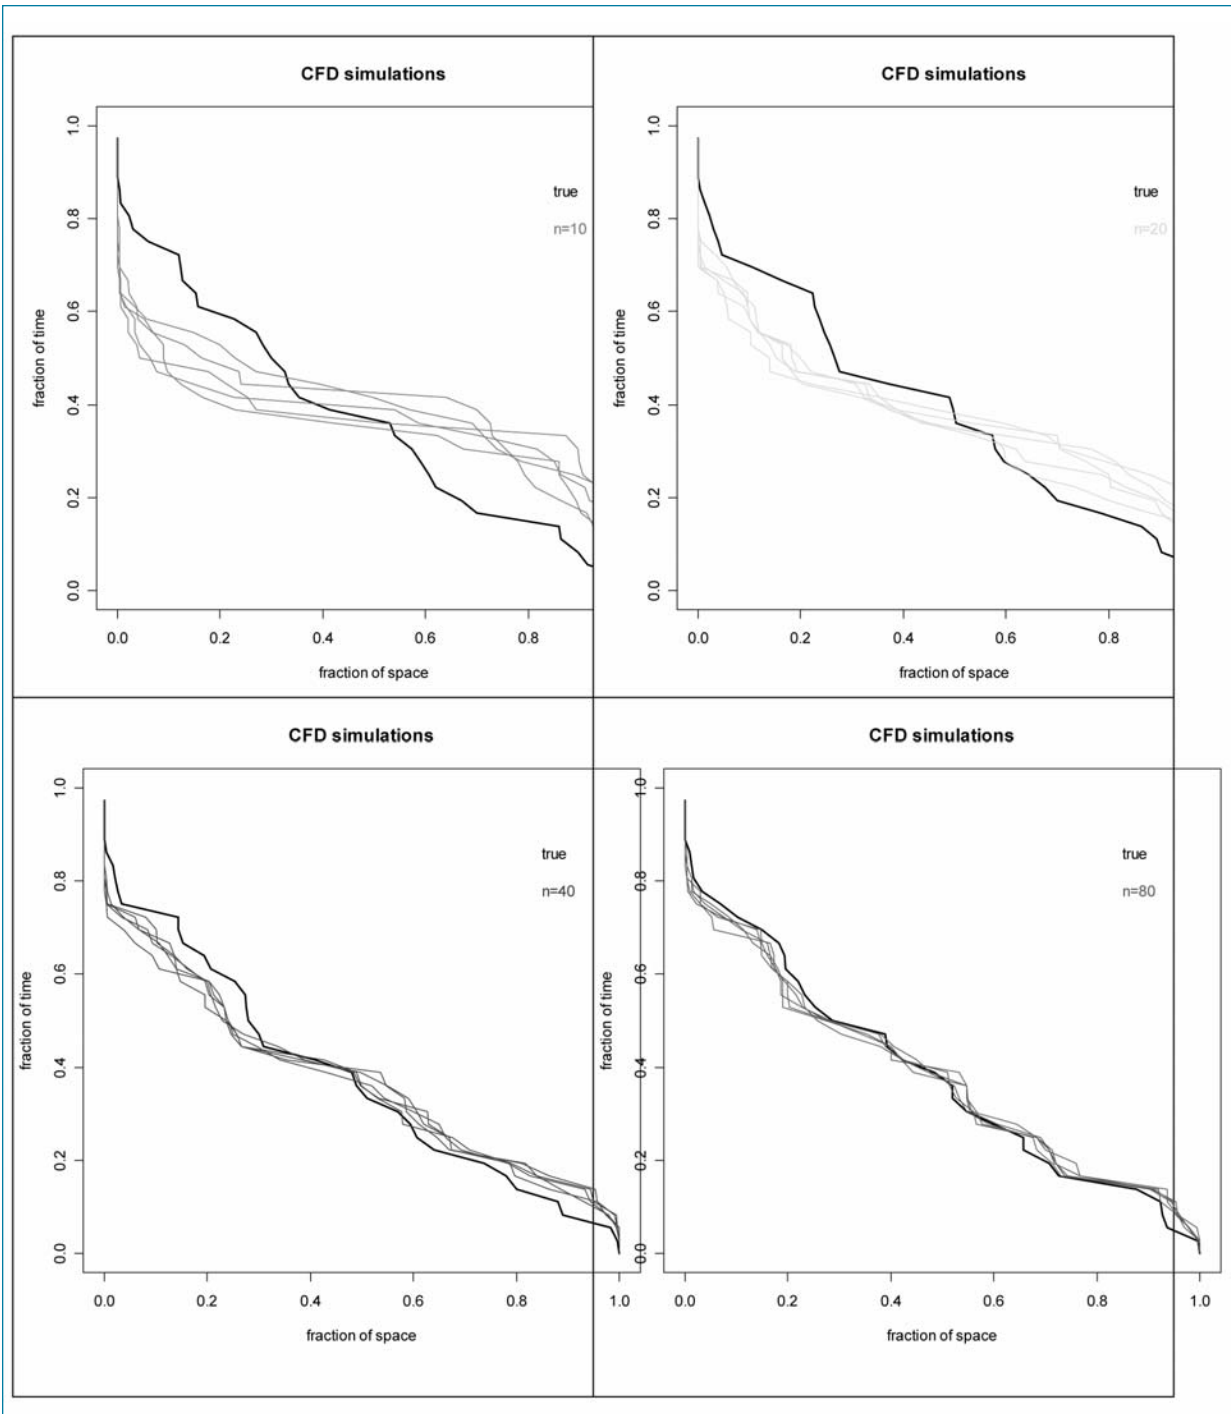 CFD simulations
1.0
0.8
0.6
0.4
0.2
0.0
fraction of time
true
n=10
0.0 0.2 0.4 0.6 0.8
fraction of space
CFD simulations
1.0
0.8
0.6
0.4
0.2
0.0
fraction of time
true
n=20
0.0 0.2 0.4 0.6 0.8
fraction of space
CFD simulations
1.0
0.8
0.6
0.4
0.2
0.0
fraction of time
true
n=40
0.0 0.2 0.4 0.6 0.8 1.0
fraction of space
CFD simulations
1.0
0.8
0.6
0.4
0.2
0.0
fraction of time
true
n=80
0.0 0.2 0.4 0.6 0.8 1.0
fraction of space